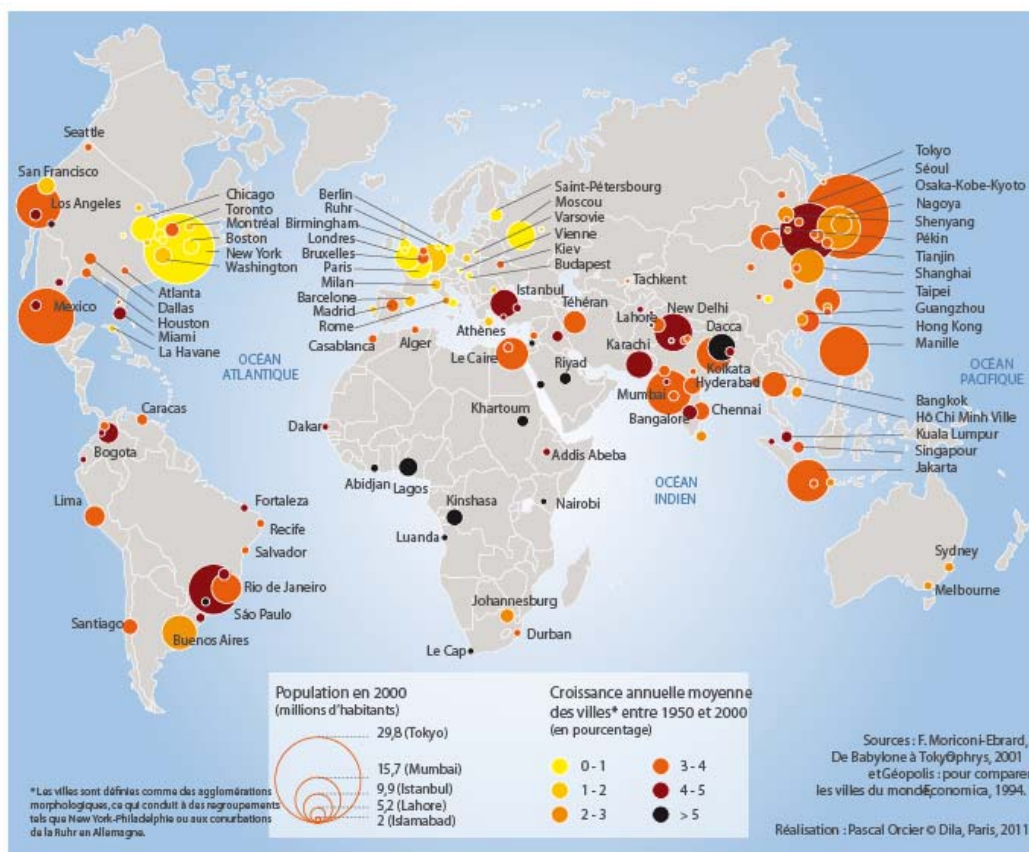 Seattle
San Francisco
Los Angeles
Mexico
Chicago
Toronto
Montréal
Boston
New York
Washington
Atlanta
Dallas
Houston
Miami
La Havane
Berlin
Ruhr
Birmingham
Londres
Bruxelles
Paris
Milan
Barcelone
Madrid
Rome
Casablanca
Alger
Athènes
Le Caire
Saint-Pétersbourg
Moscou
Varsovie
Vienne
Kiev
Budapest
Istanbul
Téhéran
Tachkent
Lahore
New Delhi
Dacca
Karachi
Riyad
Kolkata
Mumbai
Hyderabad
Bangalore
Chennai
Tokyo
Séoul
Osaka-Kobe-Kyoto
Nagoya
Shenyang
Pékin
Tianjin
Shanghai
Taipei
Guangzhou
Hong Kong
Manille
Bangkok
Hô Chi Minh Ville
Kuala Lumpur
Singapour
Jakarta
OCÉAN
ATLANTIQUE
OCÉAN
PACIFIQUE
OCÉAN
INDIEN
Caracas
Bogota
Lima
Fortaleza
Recife
Salvador
Rio de Janeiro
São Paulo
Santiago
Buenos Aires
Dakar
Abidjan
Lagos
Khartoum
Addis Abeba
Kinshasa
Nairobi
Luanda
Johannesburg
Durban
Le Cap
Sydney
Melbourne
Population en 2000
(millions d'habitants)
29,8 (Tokyo)
15,7 (Mumbai)
9,9 (Istanbul)
5,2 (Lahore)
2 (Islamabad)
Croissance annuelle moyenne
des villes* entre 1950 et 2000
(en pourcentage)
0 - 1
1 - 2
2 - 3
3 - 4
4 - 5
> 5
*Les villes sont définies comme des agglomérations
morphologiques, ce qui conduit à des regroupements
tels que New York-Philadelphie ou aux conurbations
de la Ruhr en Allemagne.
Sources : F. Moriconi-Ebrard,
De Babylone à Tokyo, Ophrys, 2001
et Géopolis : pour comparer
les villes du monde, Economica, 1994.
Réalisation : Pascal Orcier © Dila, Paris, 2011